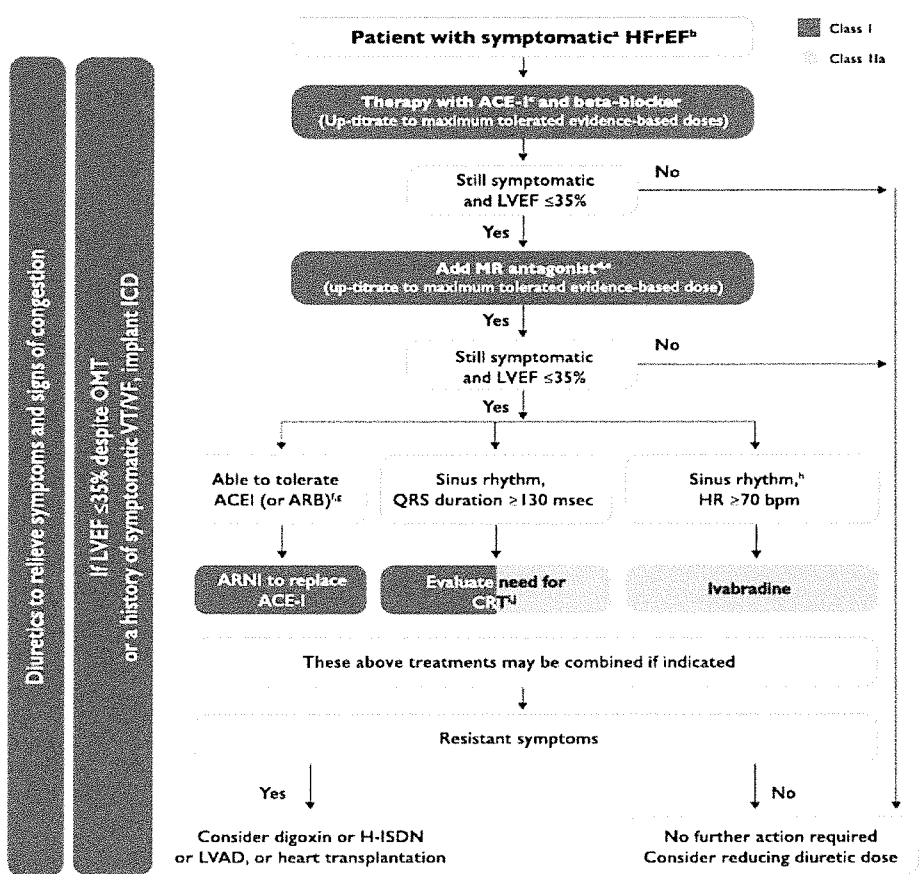 Patient with symptomaticᵃ HFrEFᵇ
Class I
Class IIa
Therapy with ACE-Iᶜ and beta-blocker
(Up-titrate to maximum tolerated evidence-based doses)
Still symptomatic
and LVEF ≤35%
No
Yes
Add MR antagonistᵈ,ᵉ
(up-titrate to maximum tolerated evidence-based dose)
Yes
Still symptomatic
and LVEF ≤35%
No
Yes
Able to tolerate
ACEI (or ARB)ᶠ,ᵍ
Sinus rhythm,
QRS duration ≥130 msec
Sinus rhythm,ʰ
HR ≥70 bpm
ARNI to replace
ACE-I
Evaluate need for
CRTⁱ,ʲ
Ivabradine
These above treatments may be combined if indicated
Resistant symptoms
Yes
No
Consider digoxin or H-ISDN
or LVAD, or heart transplantation
No further action required
Consider reducing diuretic dose
Diuretics to relieve symptoms and signs of congestion
If LVEF ≤35% despite OMT
or a history of symptomatic VT/VF, implant ICD